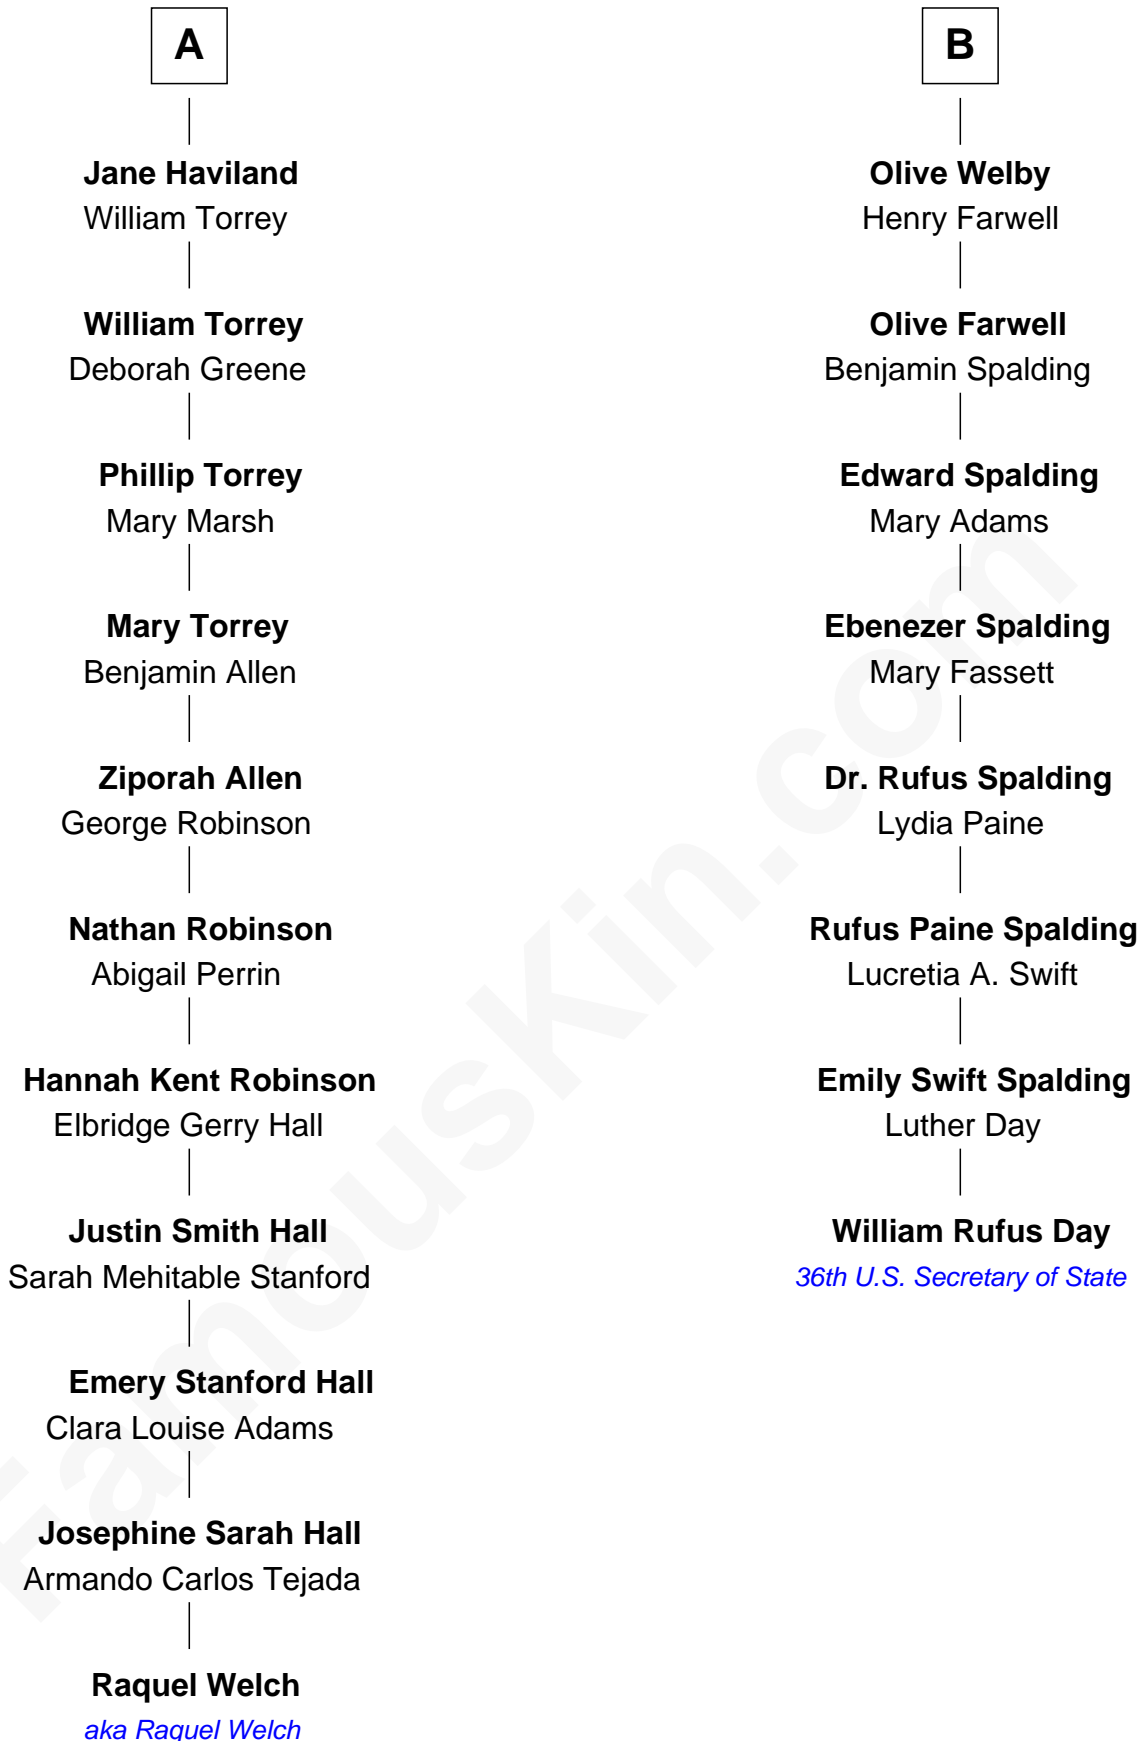 A
Jane Haviland
William Torrey
William Torrey
Deborah Greene
Phillip Torrey
Mary Marsh
Mary Torrey
Benjamin Allen
Ziporah Allen
George Robinson
Nathan Robinson
Abigail Perrin
Hannah Kent Robinson
Elbridge Gerry Hall
Justin Smith Hall
Sarah Mehitable Stanford
Emery Stanford Hall
Clara Louise Adams
Josephine Sarah Hall
Armando Carlos Tejada
Raquel Welch
aka Raquel Welch
B
Olive Welby
Henry Farwell
Olive Farwell
Benjamin Spalding
Edward Spalding
Mary Adams
Ebenezer Spalding
Mary Fassett
Dr. Rufus Spalding
Lydia Paine
Rufus Paine Spalding
Lucretia A. Swift
Emily Swift Spalding
Luther Day
William Rufus Day
36th U.S. Secretary of State
FamousKin.com